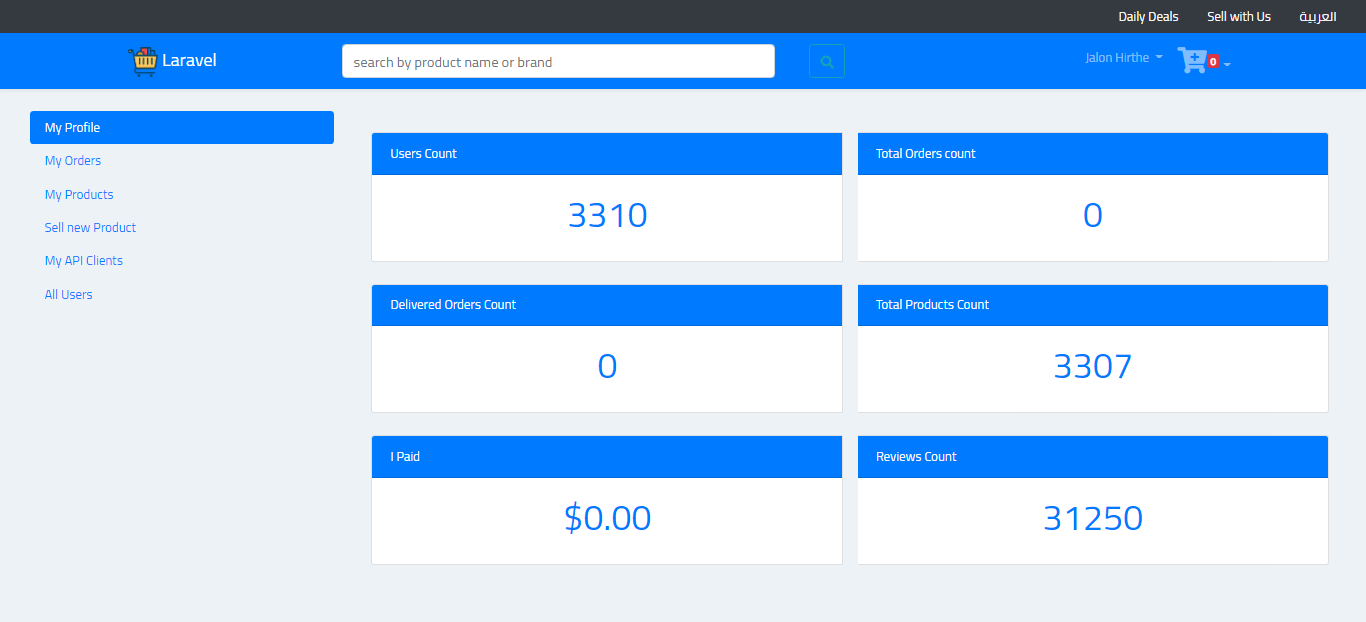 Daily Deals Sell with Us العربية
Laravel search by product name or brand Jalon Hirthe 0
My Profile
My Orders
My Products
Sell new Product
My API Clients
All Users
Users Count
3310
Total Orders count
0
Delivered Orders Count
0
Total Products Count
3307
I Paid
$0.00
Reviews Count
31250